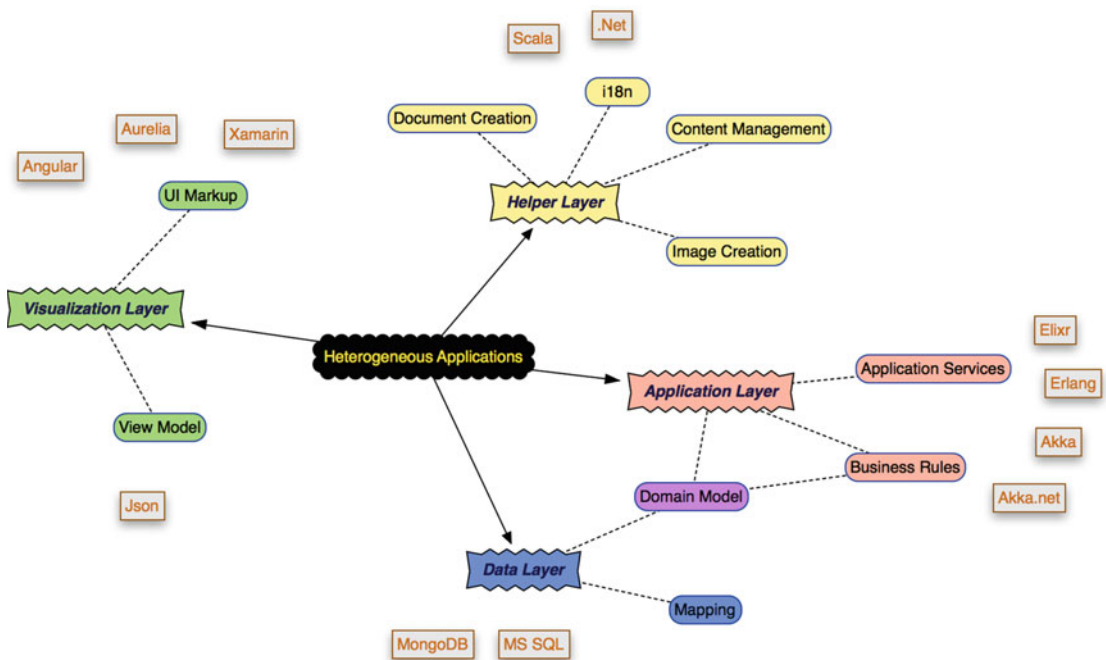 Scala
.Net
i18n
Document Creation
Content Management
Aurelia
Xamarin
Angular
UI Markup
Helper Layer
Image Creation
Visualization Layer
Heterogeneous Applications
Elixr
Application Services
Application Layer
Erlang
View Model
Akka
Business Rules
Domain Model
Akka.net
Json
Data Layer
Mapping
MongoDB
MS SQL